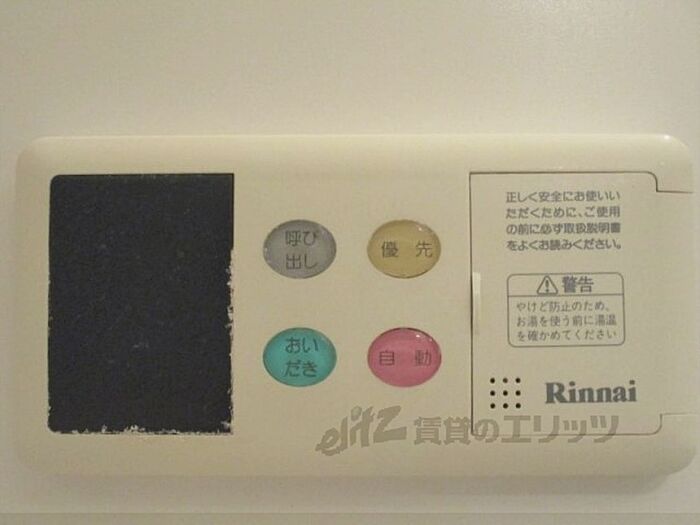 呼び
出し
優先
おい
だき
自動
正しく安全にお使いい
ただくために、ご使用
の前に必ず取扱説明書
をよくお読みください。
警告
やけど防止のため、
お湯を使う前に湯温
を確かめてください
Rinnai
elitz 賃貸のエリッツ